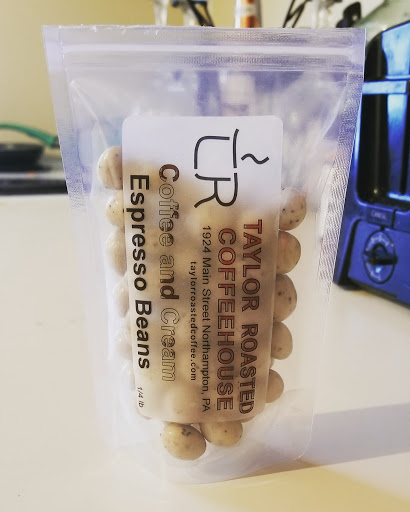 TR
TAYLOR ROASTED
COFFEEHOUSE
1924 Main Street Northampton, PA
taylorroastedcoffee.com
Coffee and Cream
Espresso Beans
1/4 lb